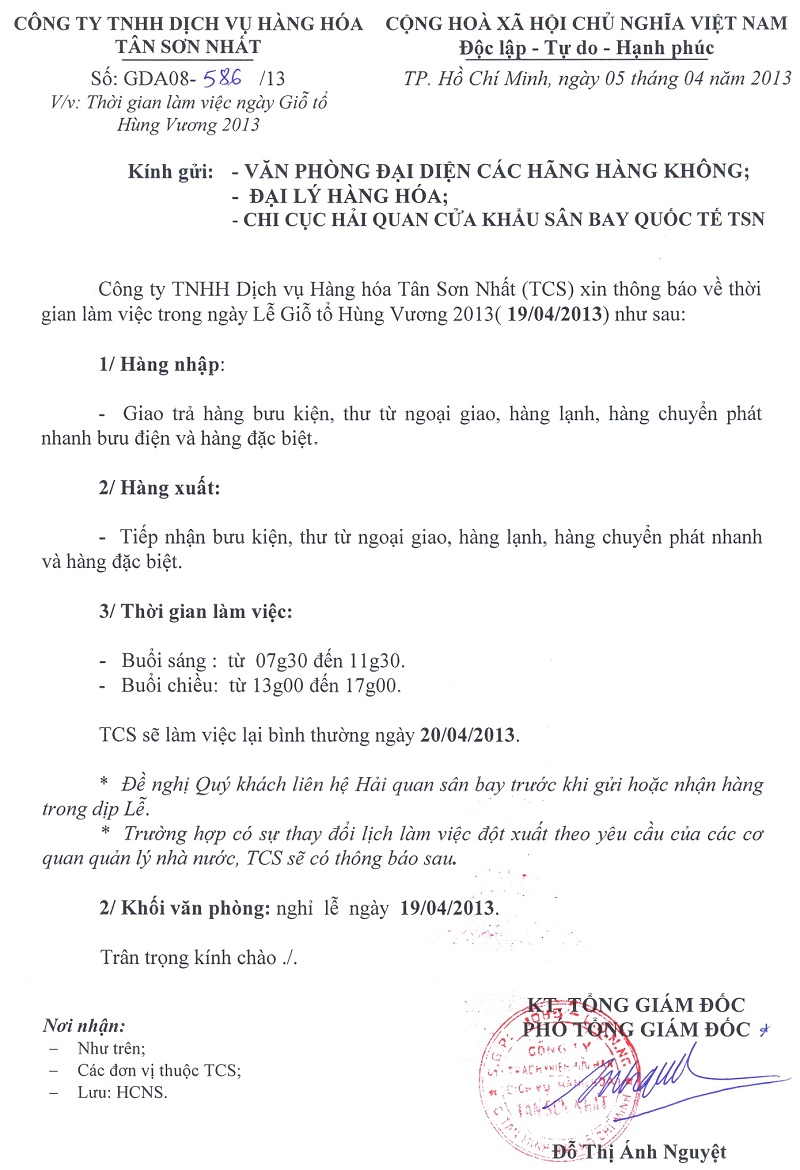 CÔNG TY TNHH DỊCH VỤ HÀNG HÓA
TÂN SƠN NHẤT
Số: GDA08- 586 /13
V/v: Thời gian làm việc ngày Giỗ tổ
Hùng Vương 2013
CỘNG HOÀ XÃ HỘI CHỦ NGHĨA VIỆT NAM
Độc lập - Tự do - Hạnh phúc
TP. Hồ Chí Minh, ngày 05 tháng 04 năm 2013
Kính gửi: - VĂN PHÒNG ĐẠI DIỆN CÁC HÃNG HÀNG KHÔNG;
- ĐẠI LÝ HÀNG HÓA;
- CHI CỤC HẢI QUAN CỬA KHẨU SÂN BAY QUỐC TẾ TSN
Công ty TNHH Dịch vụ Hàng hóa Tân Sơn Nhất (TCS) xin thông báo về thời
gian làm việc trong ngày Lễ Giỗ tổ Hùng Vương 2013( 19/04/2013) như sau:
1/ Hàng nhập:
- Giao trả hàng bưu kiện, thư từ ngoại giao, hàng lạnh, hàng chuyển phát
nhanh bưu điện và hàng đặc biệt.
2/ Hàng xuất:
- Tiếp nhận bưu kiện, thư từ ngoại giao, hàng lạnh, hàng chuyển phát nhanh
và hàng đặc biệt.
3/ Thời gian làm việc:
- Buổi sáng : từ 07g30 đến 11g30.
- Buổi chiều: từ 13g00 đến 17g00.
TCS sẽ làm việc lại bình thường ngày 20/04/2013.
* Đề nghị Quý khách liên hệ Hải quan sân bay trước khi gửi hoặc nhận hàng
trong dịp Lễ.
* Trường hợp có sự thay đổi lịch làm việc đột xuất theo yêu cầu của các cơ
quan quản lý nhà nước, TCS sẽ có thông báo sau.
2/ Khối văn phòng: nghỉ lễ ngày 19/04/2013.
Trân trọng kính chào ./.
Nơi nhận:
– Như trên;
– Các đơn vị thuộc TCS;
– Lưu: HCNS.
KT. TỔNG GIÁM ĐỐC
PHÓ TỔNG GIÁM ĐỐC
CÔNG TY
TRÁCH NHIỆM HỮU HẠN
DỊCH VỤ HÀNG HÓA
TÂN SƠN NHẤT
Đỗ Thị Ánh Nguyệt